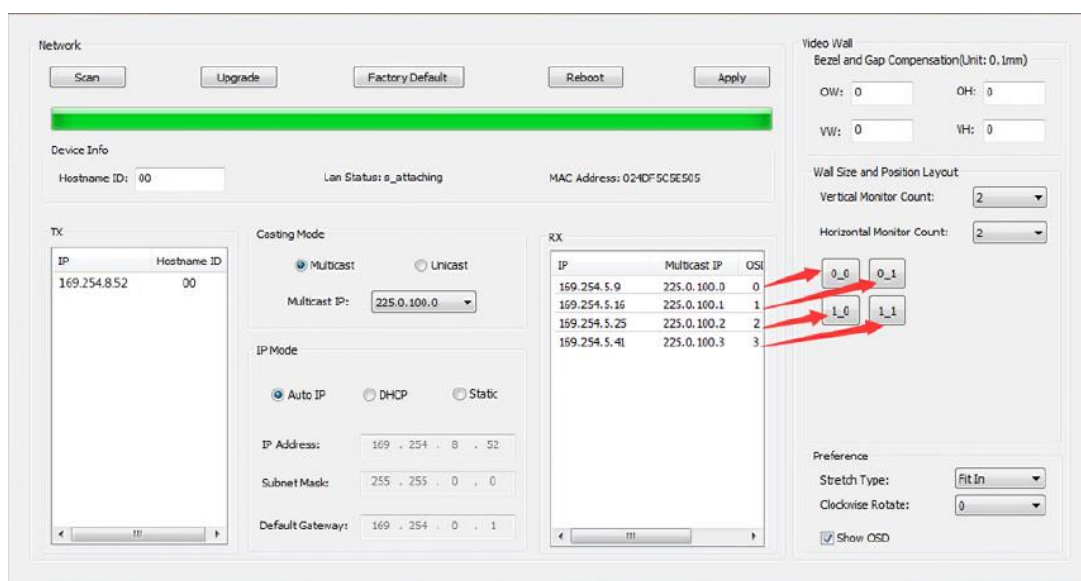 Network
Scan
Upgrade
Factory Default
Reboot
Apply
Device Info
Hostname ID: 00
Lan Status: s_attaching
MAC Address: 024DF5C5E505
TX
IP Hostname ID
169.254.8.52 00
Casting Mode
Multicast
Unicast
Multicast IP: 225.0.100.0
IP Mode
Auto IP
DHCP
Static
IP Address: 169 . 254 . 8 . 52
Subnet Mask: 255 . 255 . 0 . 0
Default Gateway: 169 . 254 . 0 . 1
RX
IP Multicast IP OSI
169.254.5.9 225.0.100.0 0
169.254.5.16 225.0.100.1 1
169.254.5.25 225.0.100.2 2
169.254.5.41 225.0.100.3 3
Video Wall
Bezel and Gap Compensation(Unit: 0.1mm)
OW: 0 OH: 0
VW: 0 VH: 0
Wall Size and Position Layout
Vertical Monitor Count: 2
Horizontal Monitor Count: 2
0_0 0_1
1_0 1_1
Preference
Stretch Type: Fit In
Clockwise Rotate: 0
Show OSD